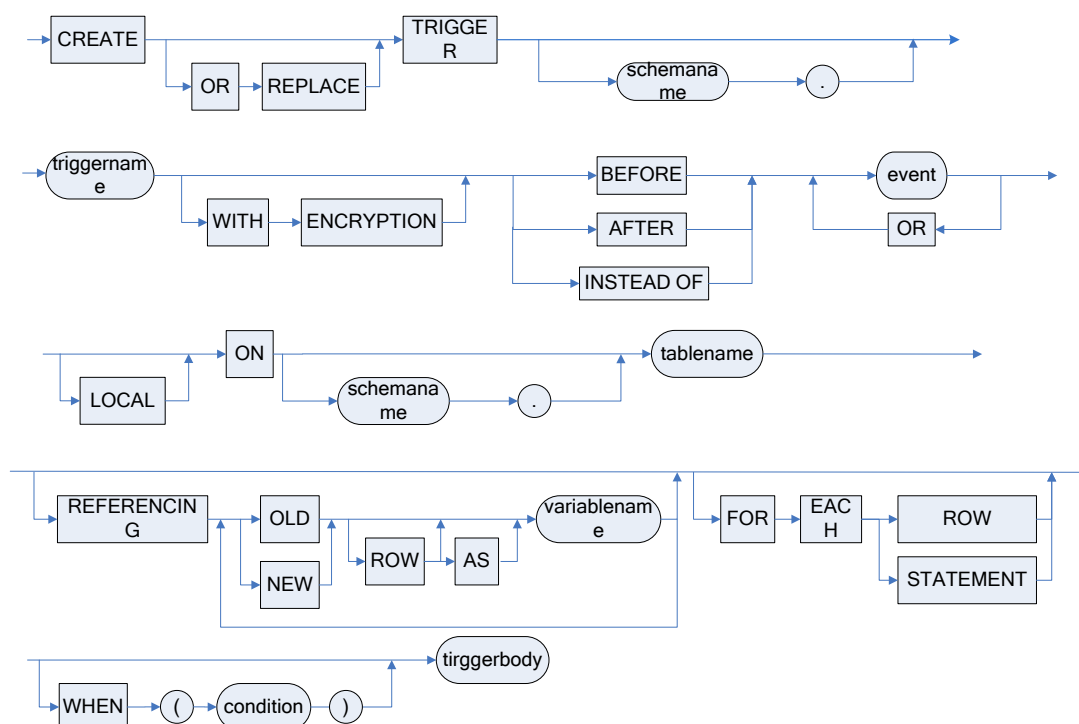 CREATE
OR
REPLACE
TRIGGE
R
schemana
me
.
triggernam
e
WITH
ENCRYPTION
BEFORE
AFTER
INSTEAD OF
event
OR
LOCAL
ON
schemana
me
.
tablename
REFERENCIN
G
OLD
NEW
ROW
AS
variablenam
e
FOR
EAC
H
ROW
STATEMENT
WHEN
(
condition
)
tirggerbody